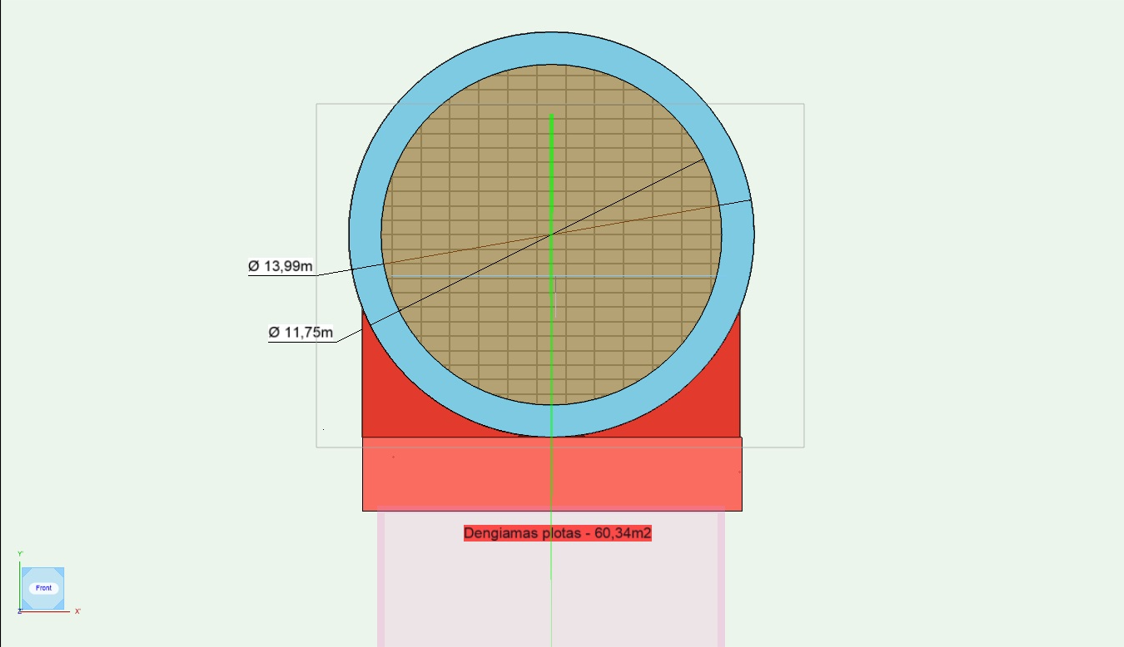 Ø 13,99m
Ø 11,75m
Dengiamas plotas - 60,34m2
Y'
Front
Z'
X'